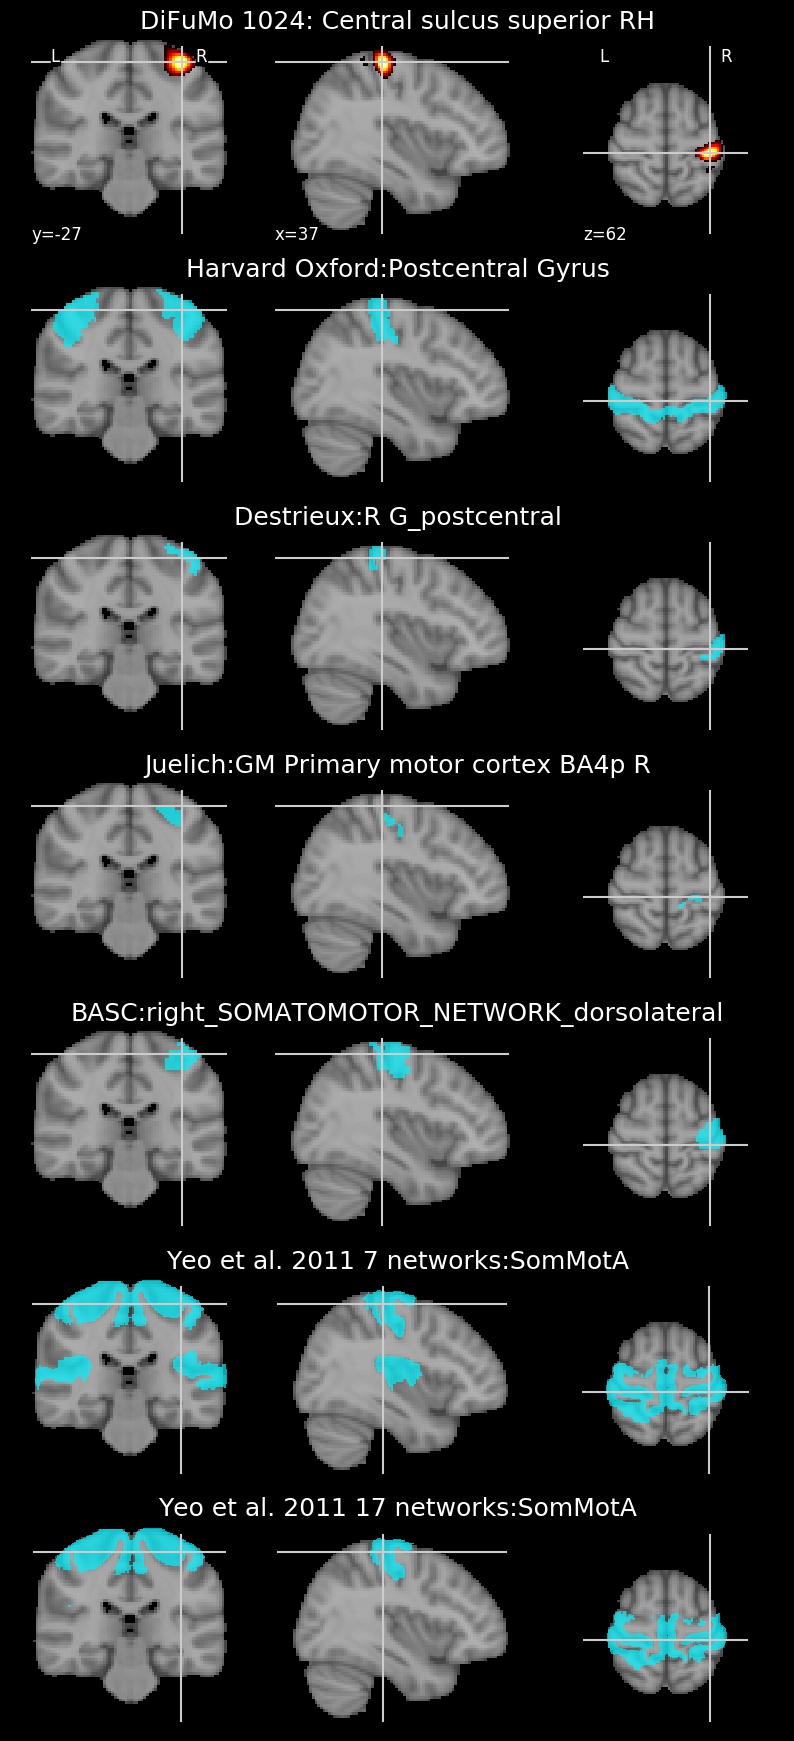 DiFuMo 1024: Central sulcus superior RH
L R L R
y=-27 x=37 z=62
Harvard Oxford:Postcentral Gyrus
Destrieux:R G_postcentral
Juelich:GM Primary motor cortex BA4p R
BASC:right_SOMATOMOTOR_NETWORK_dorsolateral
Yeo et al. 2011 7 networks:SomMotA
Yeo et al. 2011 17 networks:SomMotA